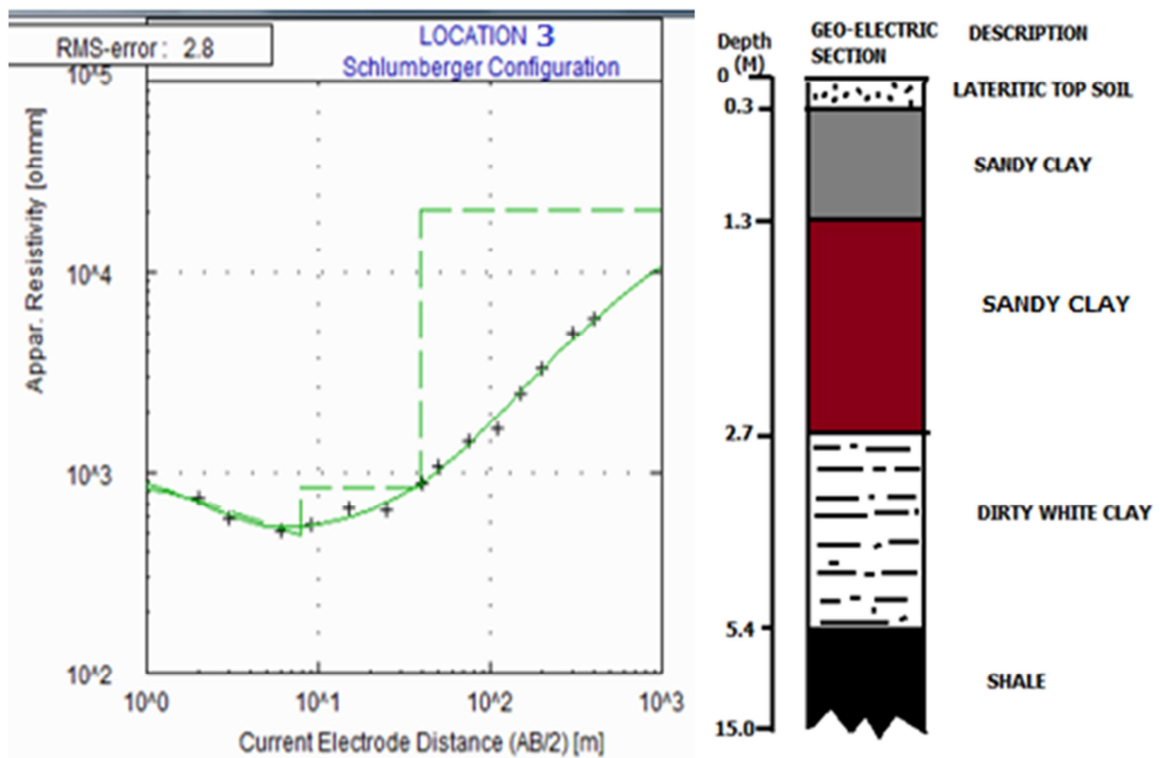 RMS-error : 2.8
LOCATION 3
Schlumberger Configuration
Appar. Resistivity [ohmm]
10^5
10^4
10^3
10^2
10^0
10^1
10^2
10^3
Current Electrode Distance (AB/2) [m]
Depth
(M)
GEO-ELECTRIC
SECTION
DESCRIPTION
0
LATERITIC TOP SOIL
0.3
SANDY CLAY
1.3
SANDY CLAY
2.7
DIRTY WHITE CLAY
5.4
SHALE
15.0